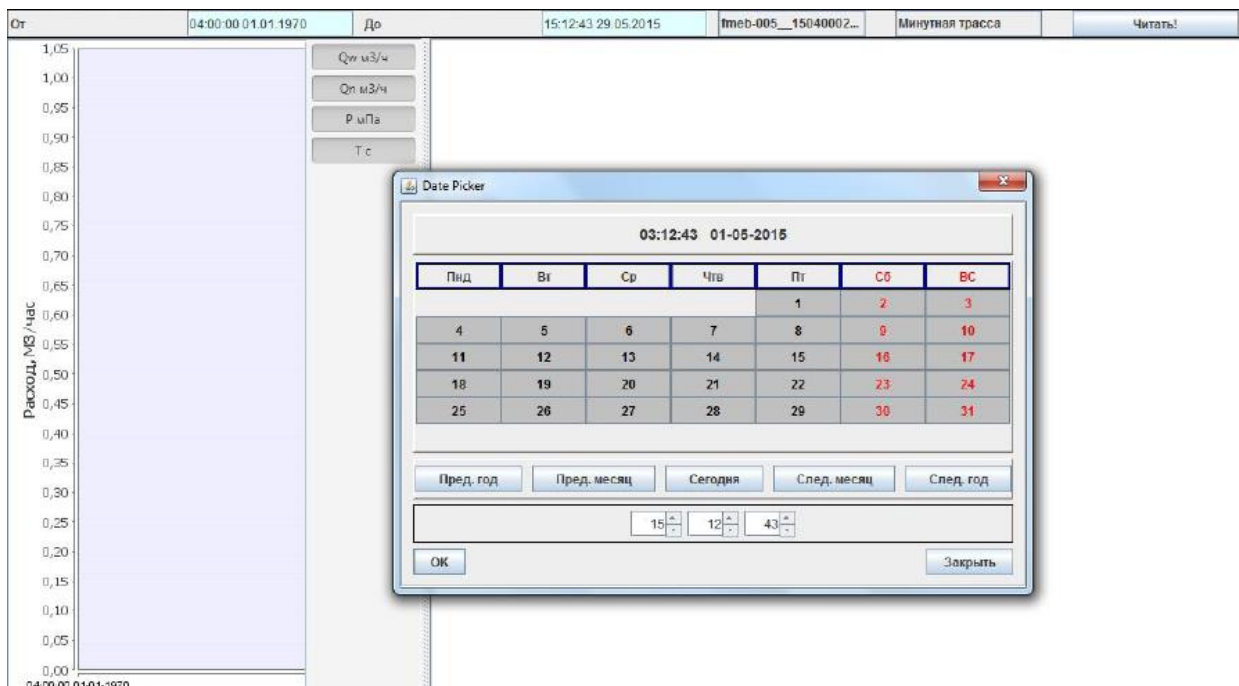 От 04:00:00 01.01.1970 До 15:12:43 29.05.2015 fmeb-005__15040002... Минутная трасса Читать!
1,05
1,00
0,95
0,90
0,85
0,80
0,75
0,70
0,65
0,60
0,55
0,50
0,45
0,40
0,35
0,30
0,25
0,20
0,15
0,10
0,05
0,00
Расход, М3/час
04:00:00 01-01-1970
Qw м3/ч
Qn м3/ч
P мПа
T c
Date Picker
03:12:43 01-05-2015
Пнд Вт Ср Чтв Пт Сб ВС
1 2 3
4 5 6 7 8 9 10
11 12 13 14 15 16 17
18 19 20 21 22 23 24
25 26 27 28 29 30 31
Пред. год Пред. месяц Сегодня След. месяц След. год
15 12 43
OK Закрыть